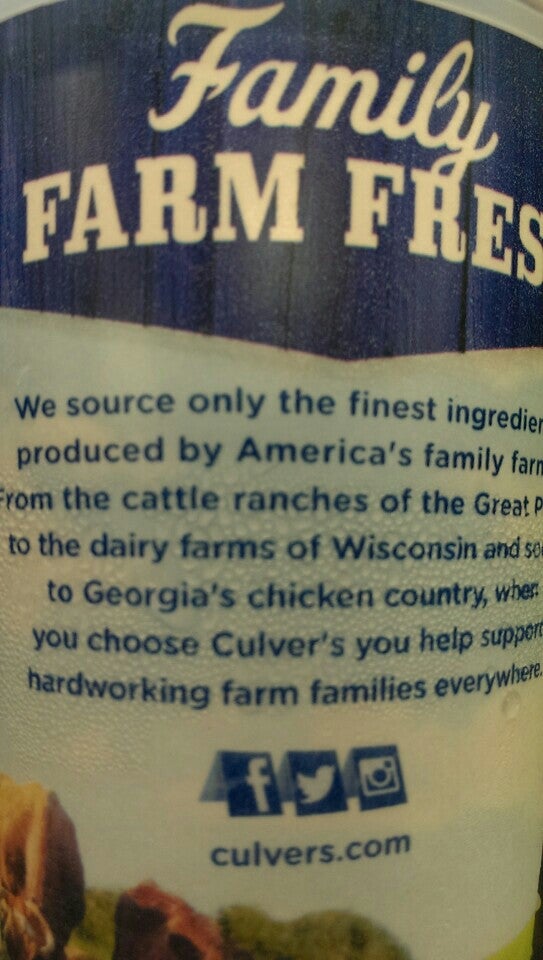 Family
FARM FRES
We source only the finest ingredien
produced by America's family farm
From the cattle ranches of the Great P
to the dairy farms of Wisconsin and so
to Georgia's chicken country, when
you choose Culver's you help support
hardworking farm families everywhere.
culvers.com